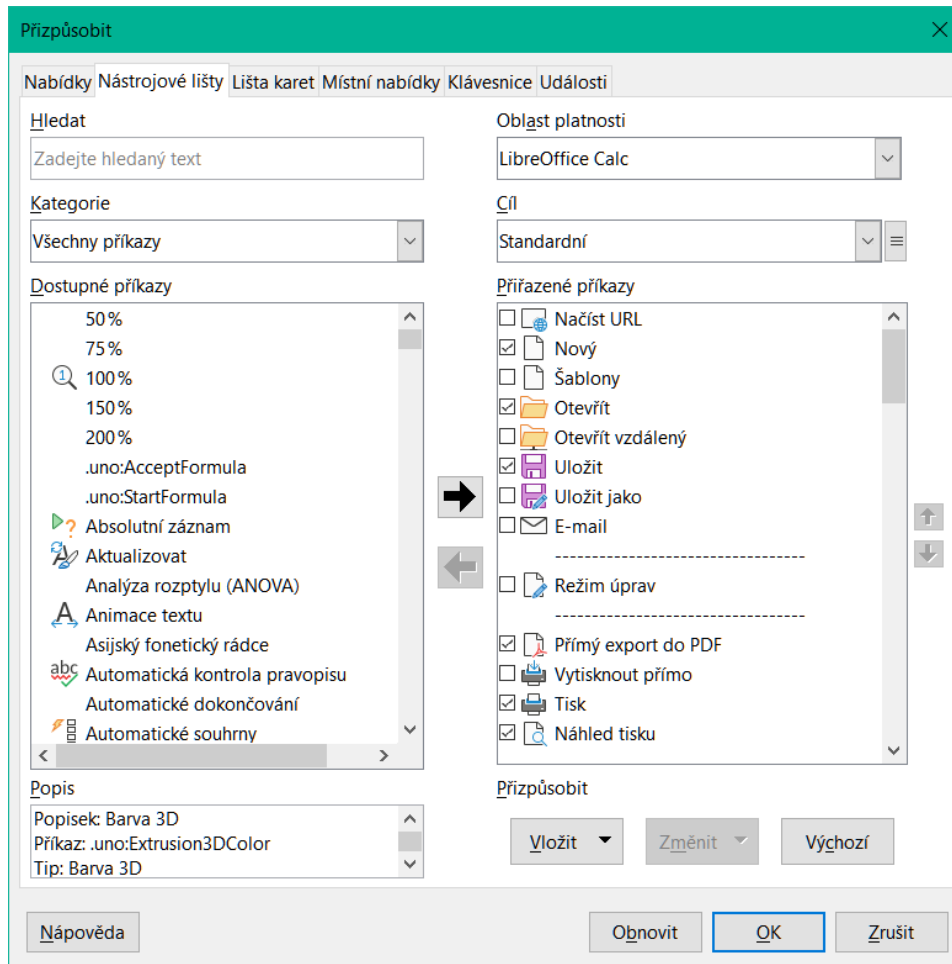 Přizpůsobit
Nabídky Nástrojové lišty Lišta karet Místní nabídky Klávesnice Události
Hledat
Zadejte hledaný text
Kategorie
Všechny příkazy
Dostupné příkazy
50 %
75 %
100 %
150 %
200 %
.uno:AcceptFormula
.uno:StartFormula
Absolutní záznam
Aktualizovat
Analýza rozptylu (ANOVA)
Animace textu
Asijský fonetický rádce
Automatická kontrola pravopisu
Automatické dokončování
Automatické souhrny
Popis
Popisek: Barva 3D
Příkaz: .uno:Extrusion3DColor
Tip: Barva 3D
Oblast platnosti
LibreOffice Calc
Cíl
Standardní
Přiřazené příkazy
Načíst URL
Nový
Šablony
Otevřít
Otevřít vzdálený
Uložit
Uložit jako
E-mail
----------------------------------
Režim úprav
----------------------------------
Přímý export do PDF
Vytisknout přímo
Tisk
Náhled tisku
Přizpůsobit
Vložit Změnit Výchozí
Nápověda Obnovit OK Zrušit